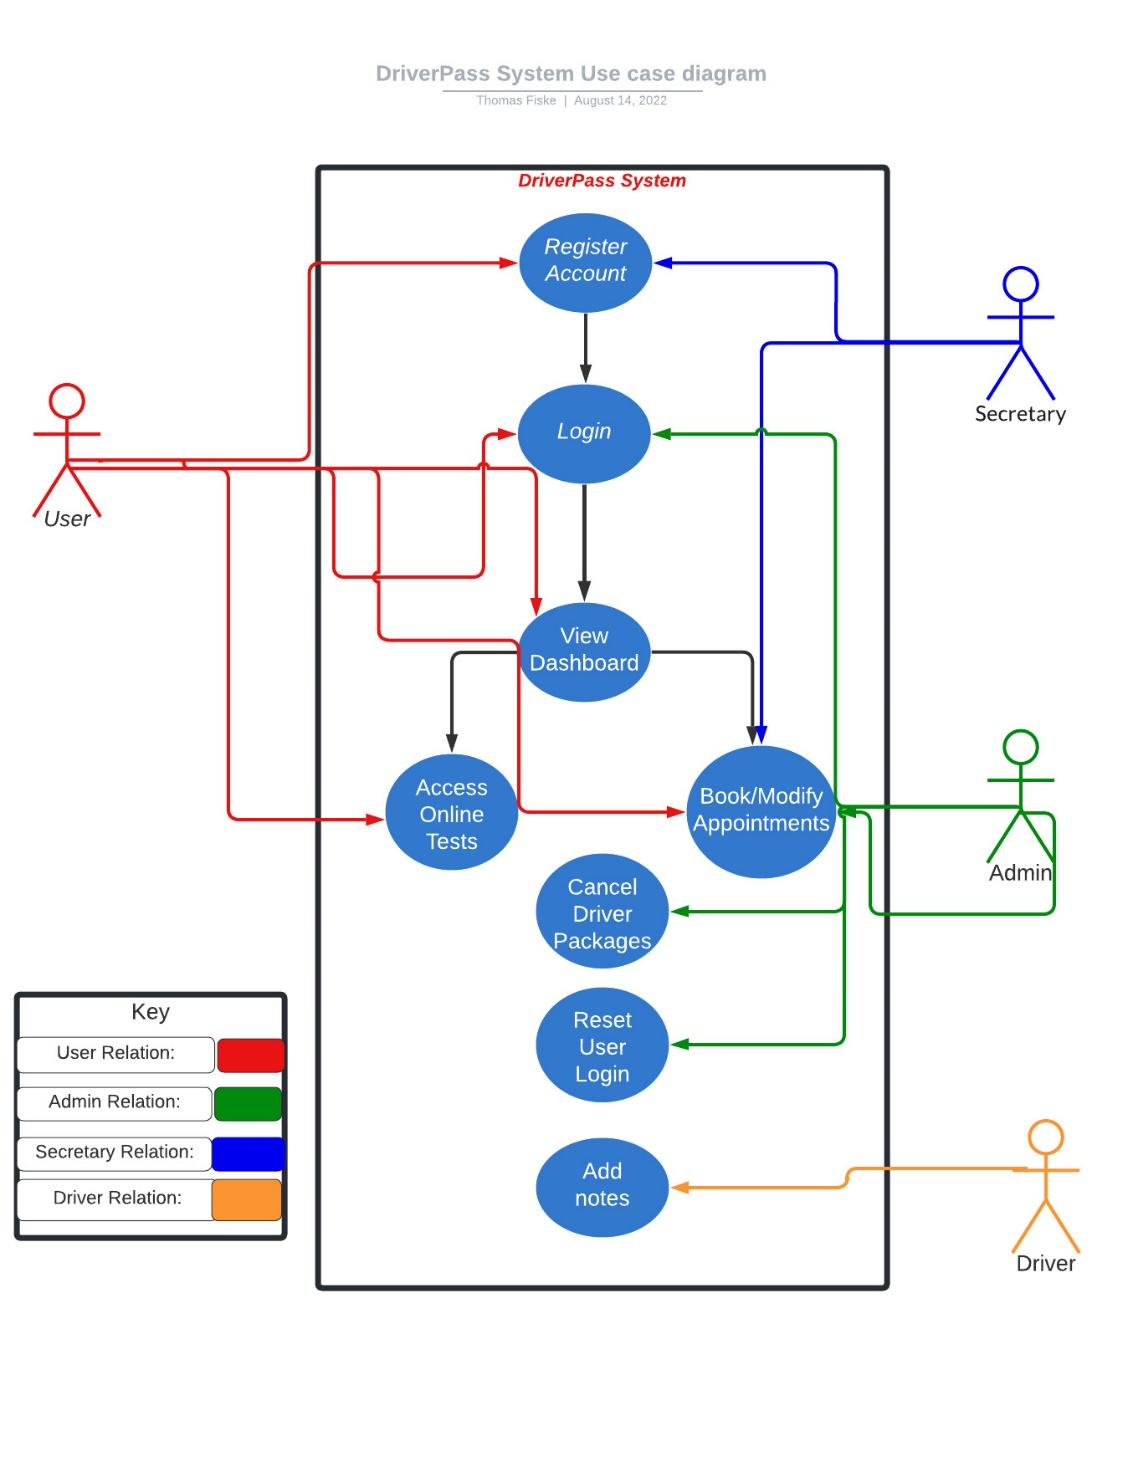 DriverPass System Use case diagram
Thomas Fiske | August 14, 2022
DriverPass System
Register
Account
Secretary
Login
User
View
Dashboard
Access
Online
Tests
Book/Modify
Appointments
Admin
Cancel
Driver
Packages
Reset
User
Login
Key
User Relation:
Admin Relation:
Secretary Relation:
Driver Relation:
Add
notes
Driver